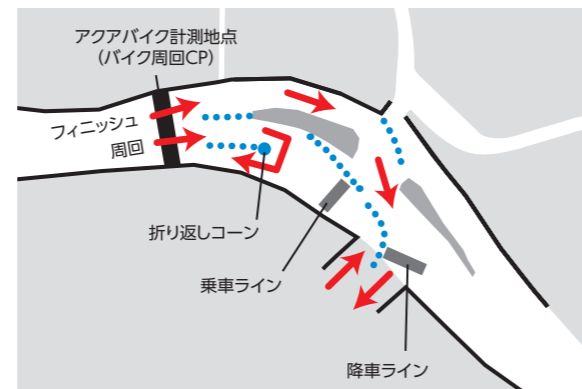 アクアバイク計測地点
(バイク周回CP)
フィニッシュ
周回
折り返しコーン
乗車ライン
降車ライン